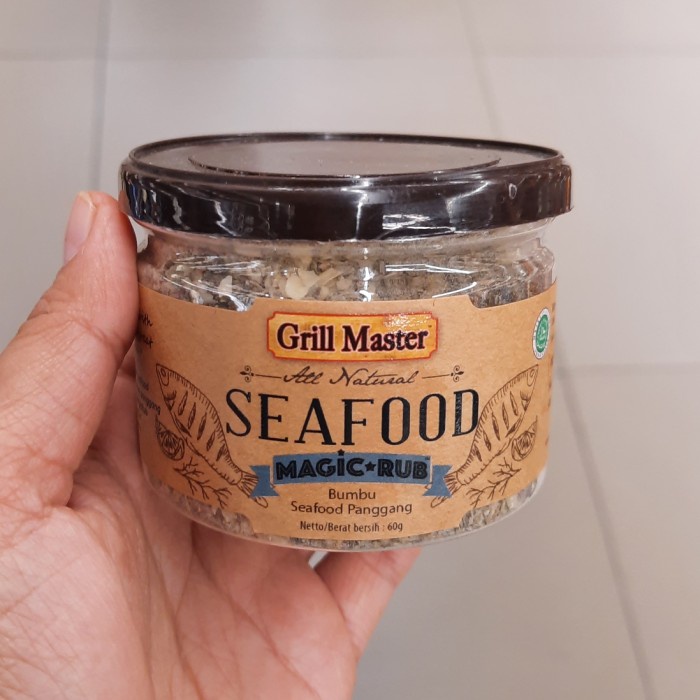 Grill Master
All Natural
SEAFOOD
MAGIC★RUB
Bumbu
Seafood Panggang
Netto/Berat bersih : 60g